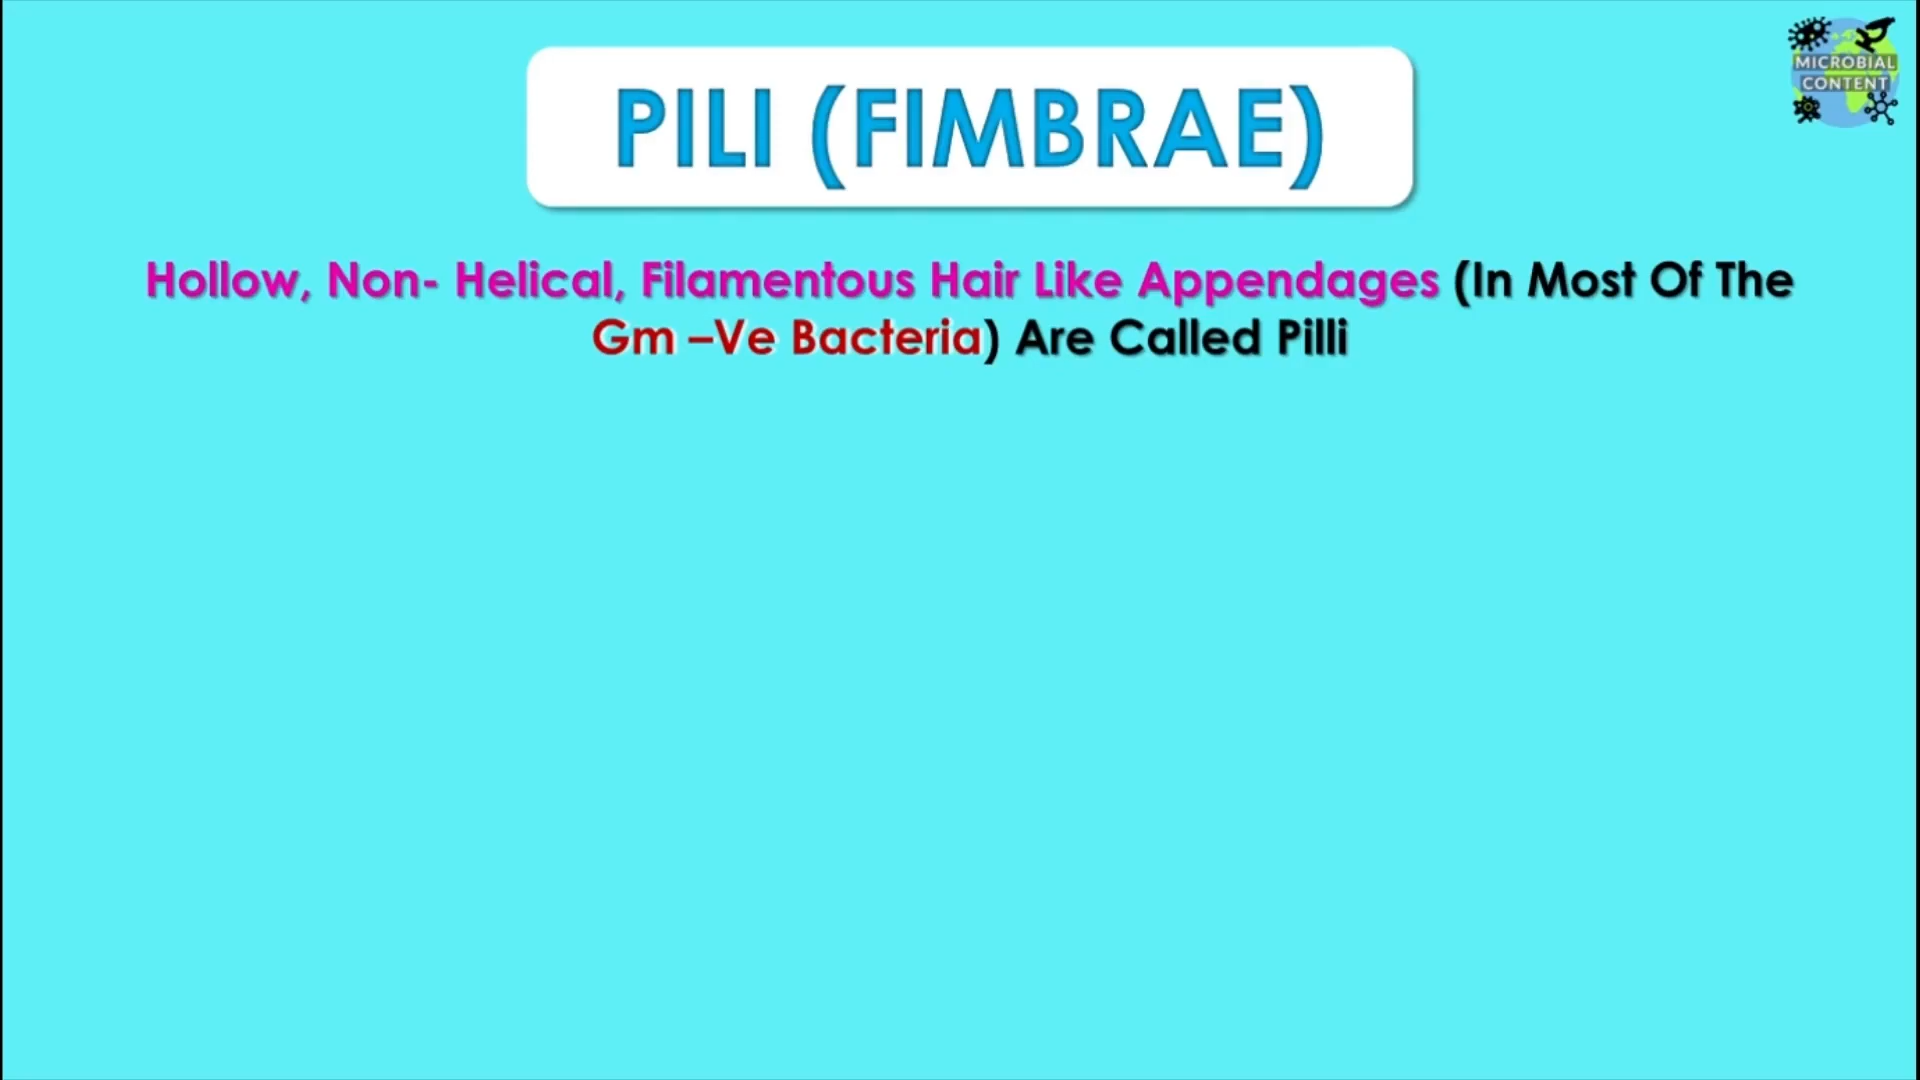 MICROBIAL
CONTENT
PILI (FIMBRAE)
Hollow, Non- Helical, Filamentous Hair Like Appendages (In Most Of The
Gm –Ve Bacteria) Are Called Pilli